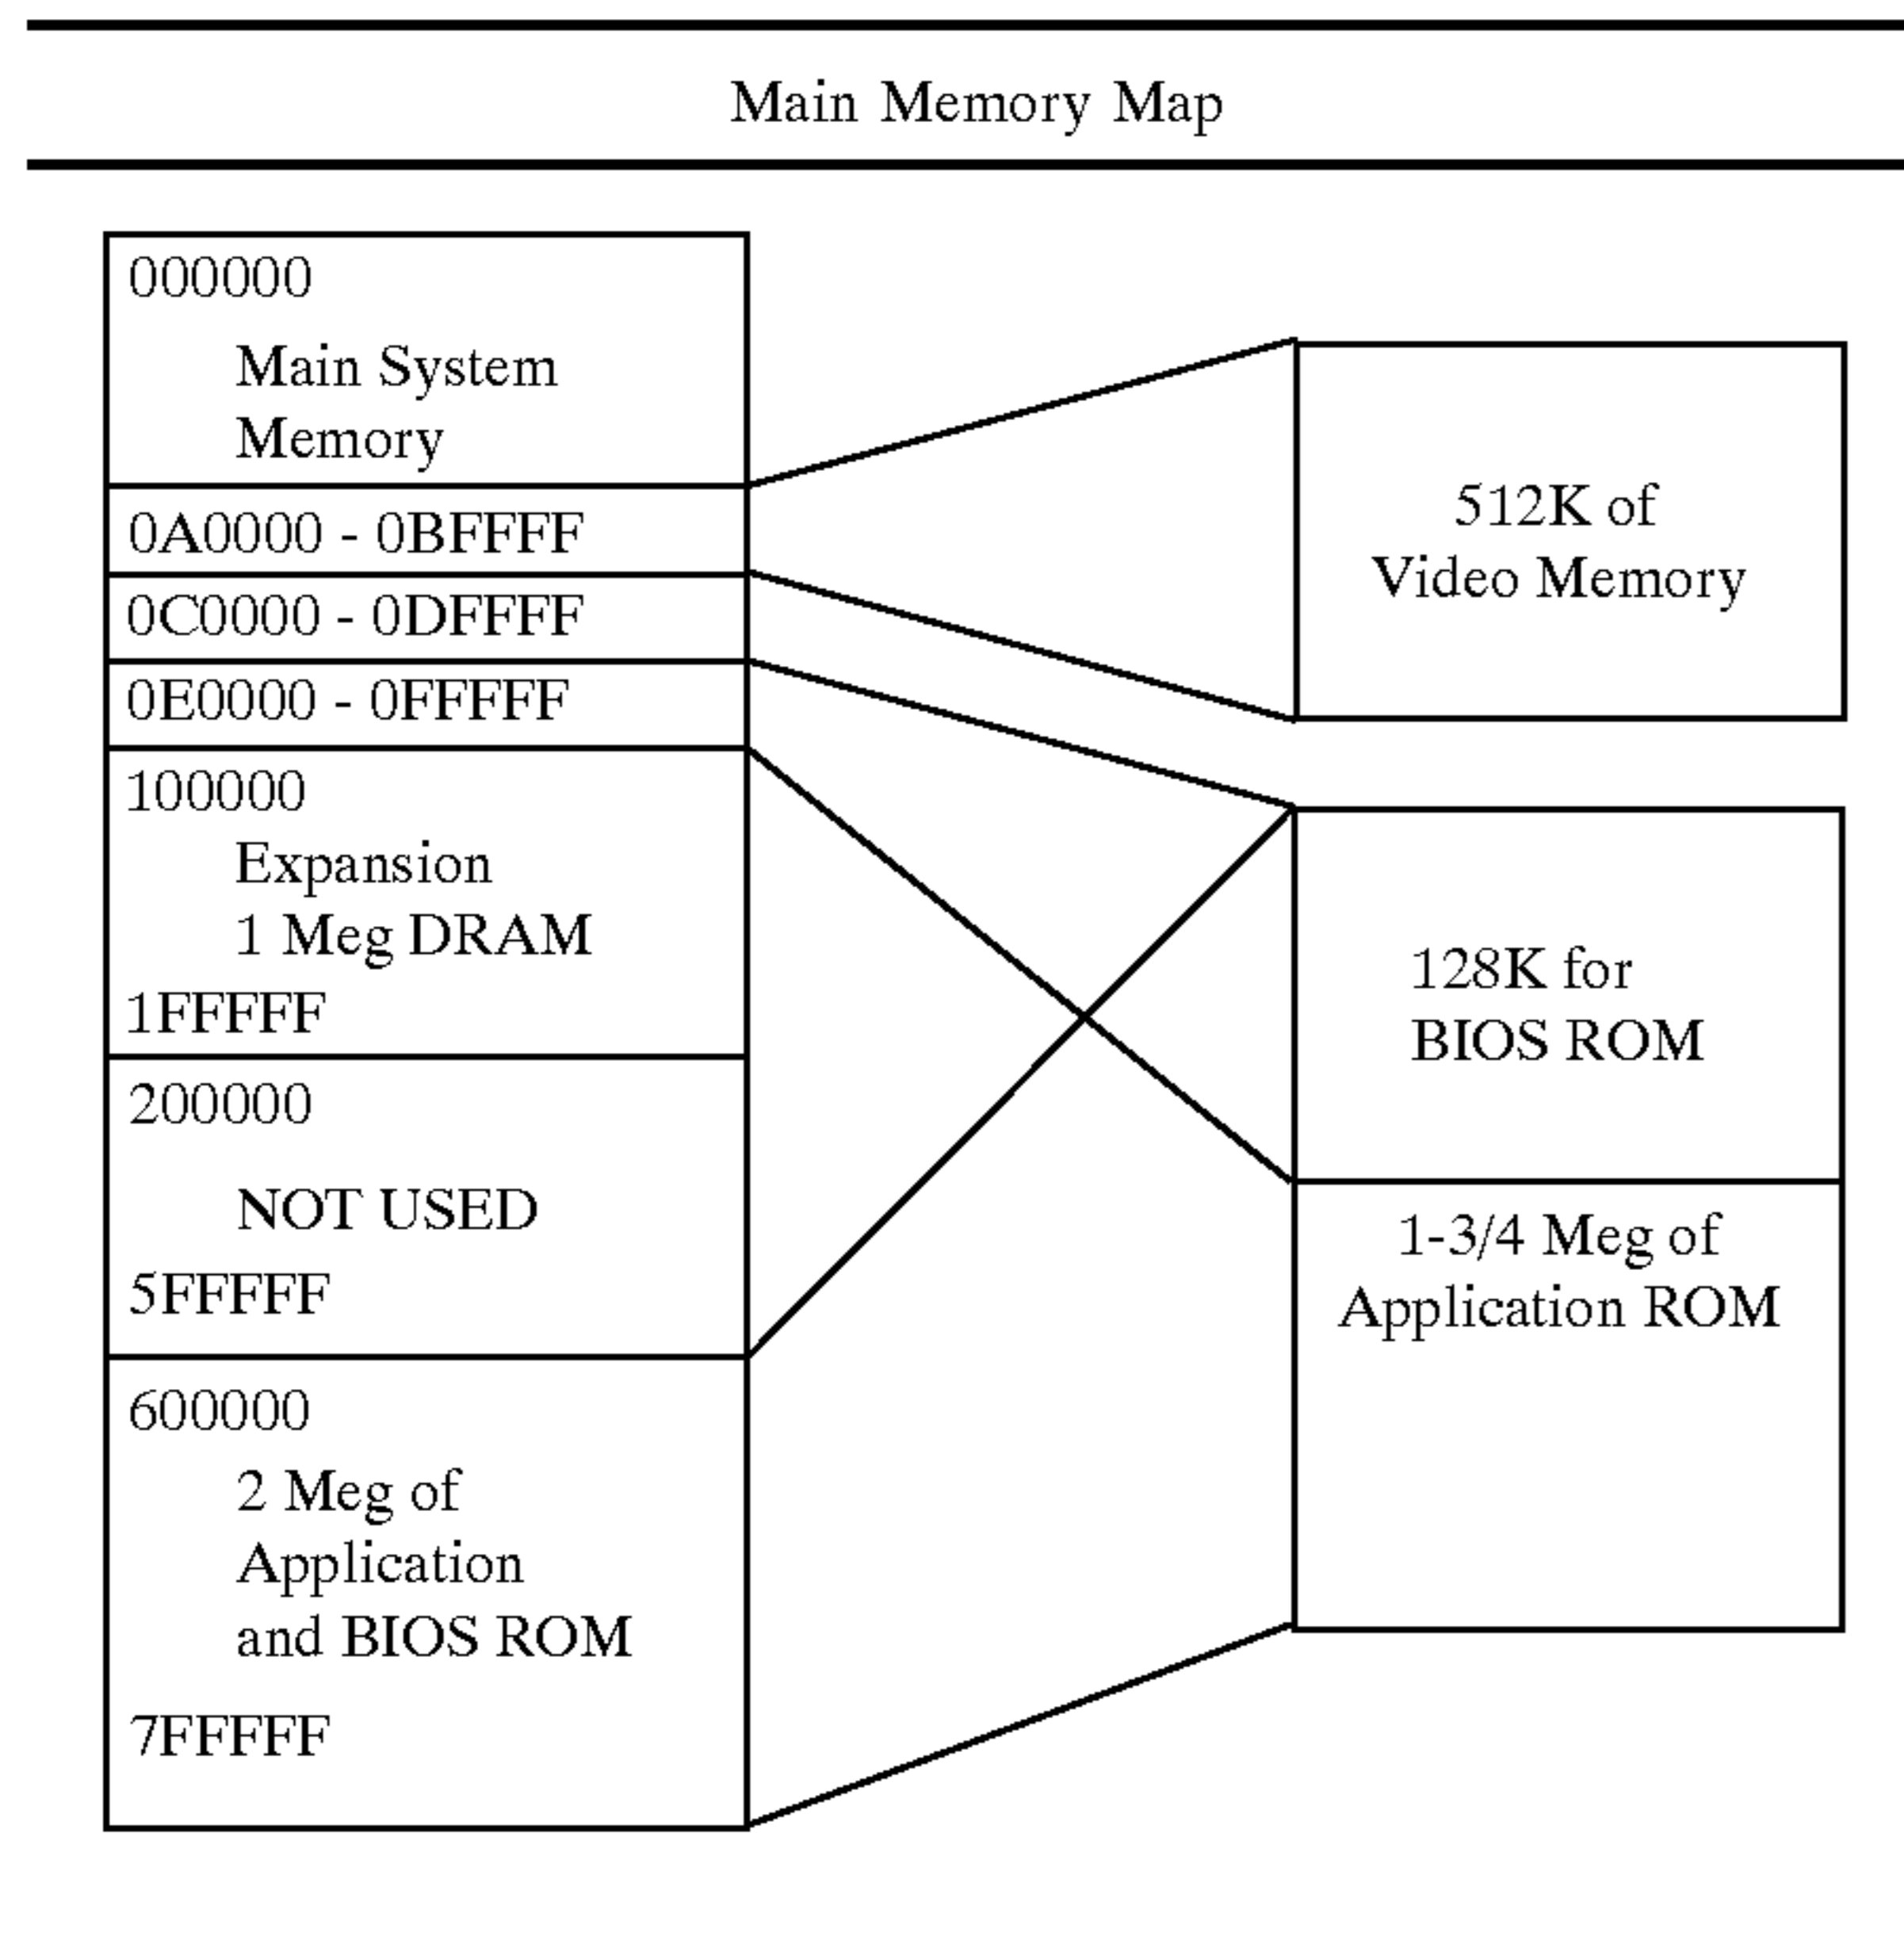 Main Memory Map
000000
Main System
Memory
0A0000 - 0BFFFF
0C0000 - 0DFFFF
0E0000 - 0FFFFF
100000
Expansion
1 Meg DRAM
1FFFFF
200000
NOT USED
5FFFFF
600000
2 Meg of
Application
and BIOS ROM
7FFFFF
512K of
Video Memory
128K for
BIOS ROM
1-3/4 Meg of
Application ROM